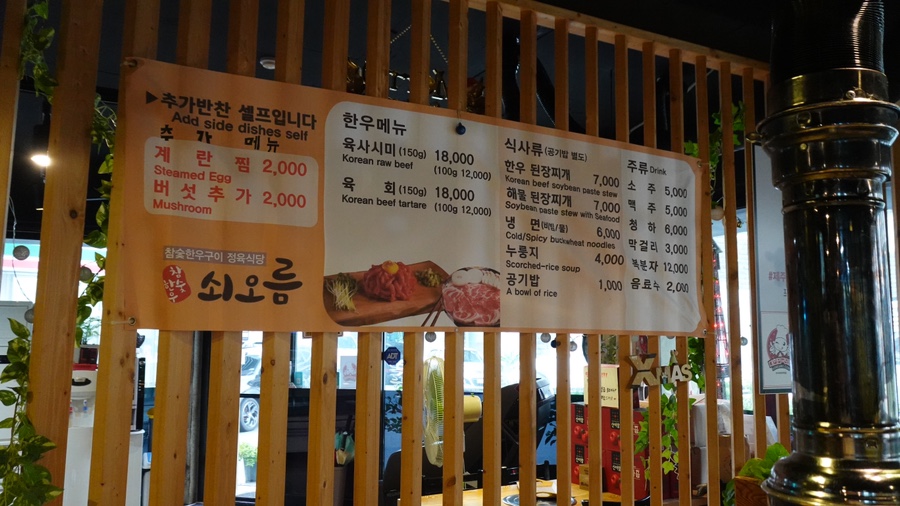 ▶추가반찬 셀프입니다
Add side dishes self
추 가 메뉴
계 란 찜 2,000
Steamed Egg
버섯추가 2,000
Mushroom
참숯한우구이 정육식당
쇠오름
한우메뉴
육사시미(150g) 18,000
Korean raw beef (100g 12,000)
육 회(150g) 18,000
Korean beef tartare (100g 12,000)
식사류(공기밥 별도)
한우 된장찌개 7,000
Korean beef soybean paste stew
해물 된장찌개 7,000
Soybean paste stew with Seafood
냉 면(비빔/물) 6,000
Cold/Spicy buckwheat noodles
누룽지 4,000
Scorched-rice soup
공기밥 1,000
A bowl of rice
주류Drink
소 주 5,000
맥 주 5,000
청 하 6,000
막걸리 3,000
복분자 12,000
음료수 2,000
ADT
XMAS